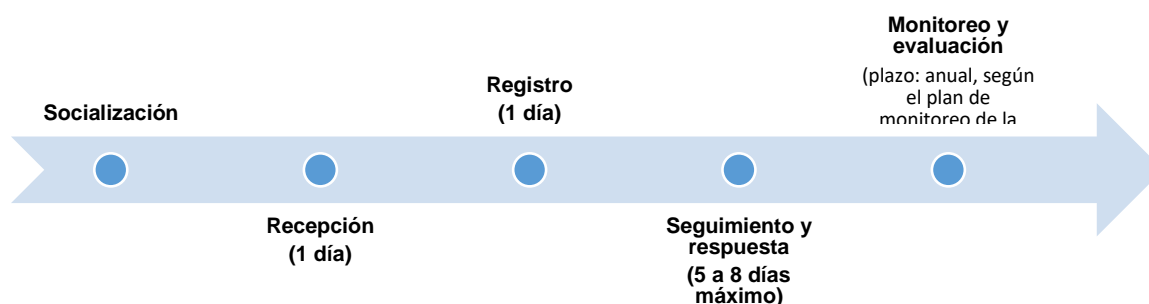 Socialización
Recepción
(1 día)
Registro
(1 día)
Seguimiento y
respuesta
(5 a 8 días
máximo)
Monitoreo y
evaluación
(plazo: anual, según
el plan de
monitoreo de la